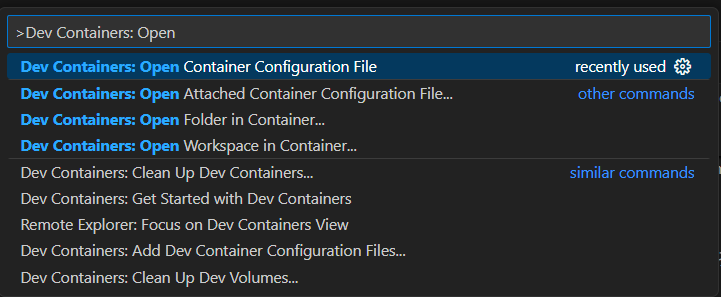 >Dev Containers: Open
Dev Containers: Open Container Configuration File recently used
Dev Containers: Open Attached Container Configuration File... other commands
Dev Containers: Open Folder in Container...
Dev Containers: Open Workspace in Container...
Dev Containers: Clean Up Dev Containers... similar commands
Dev Containers: Get Started with Dev Containers
Remote Explorer: Focus on Dev Containers View
Dev Containers: Add Dev Container Configuration Files...
Dev Containers: Clean Up Dev Volumes...